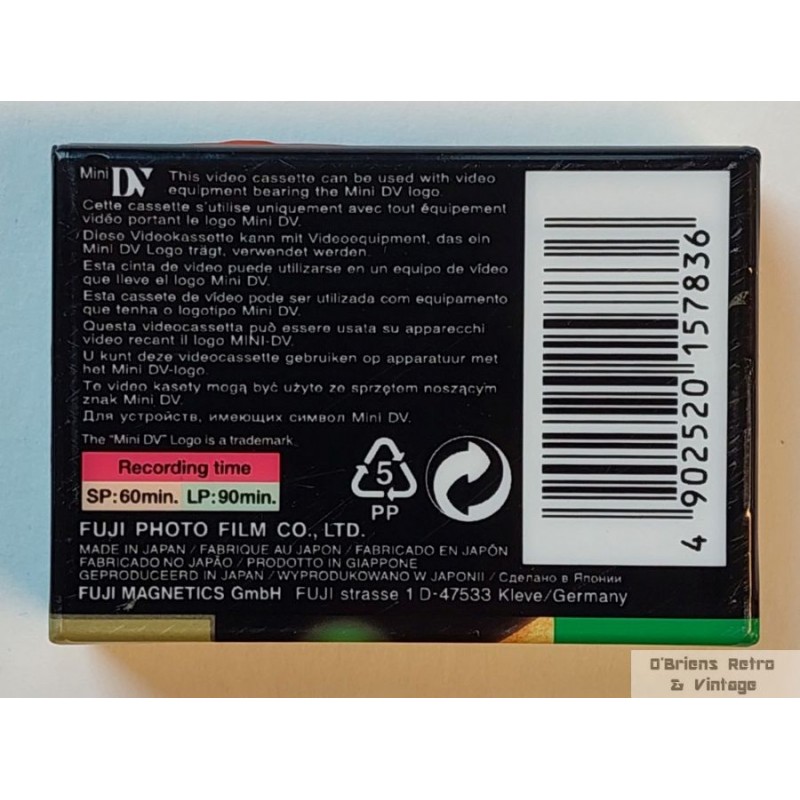 Mini DV This video cassette can be used with video
equipment bearing the Mini DV logo.
Cette cassette s'utilise uniquement avec tout équipement
vidéo portant le logo Mini DV.
Diese Videokassette kann mit Videoequipment, das ein
Mini DV Logo trägt, verwendet werden.
Esta cinta de video puede utilizarse en un equipo de vídeo
que lleve el logo Mini DV.
Esta cassete de vídeo pode ser utilizada com equipamento
que tenha o logotipo Mini DV.
Questa videocassetta può essere usata su apparecchi
video recant il logo MINI-DV.
U kunt deze videocassette gebruiken op apparatuur met
het Mini DV-logo.
Te video kasety mogą być użyte ze sprzętem noszącym
znak Mini DV.
Для устройств, имеющих символ Mini DV.
The "Mini DV" Logo is a trademark.
Recording time
SP:60min. LP:90min.
5
PP
FUJI PHOTO FILM CO., LTD.
MADE IN JAPAN / FABRIQUE AU JAPON / FABRICADO EN JAPÓN
FABRICADO NO JAPÃO / PRODOTTO IN GIAPPONE
GEPRODUCEERD IN JAPAN / WYPRODUKOWANO W JAPONII / Сделано в Японии
FUJI MAGNETICS GmbH FUJI strasse 1 D-47533 Kleve/Germany
4 902520 157836
O'Briens Retro
& Vintage